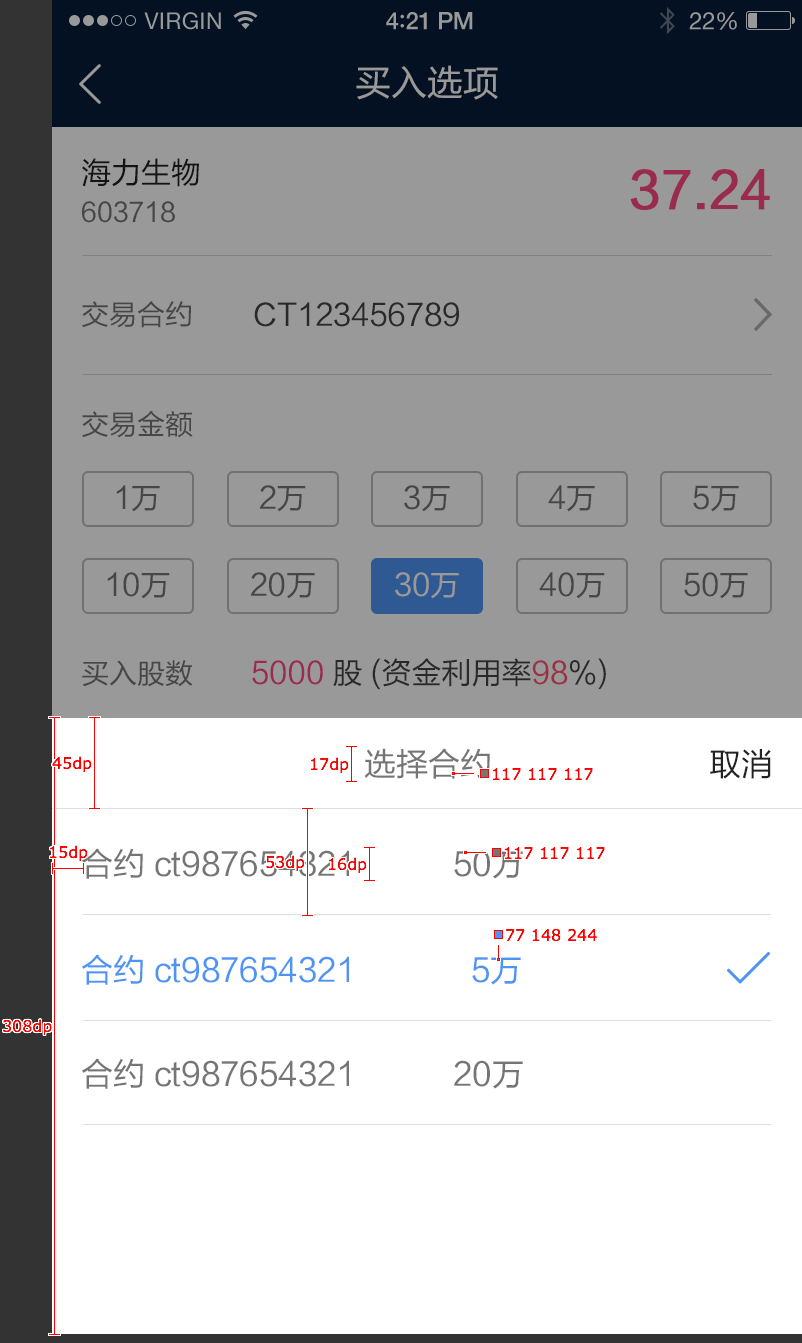 VIRGIN 4:21 PM 22%
买入选项
海力生物
603718
37.24
交易合约 CT123456789
交易金额
1万 2万 3万 4万 5万
10万 20万 30万 40万 50万
买入股数 5000 股 (资金利用率98%)
45dp 17dp 选择合约 117 117 117 取消
15dp 合约 ct987654321 53dp 16dp 50万 117 117 117
77 148 244
合约 ct987654321 5万
308dp
合约 ct987654321 20万